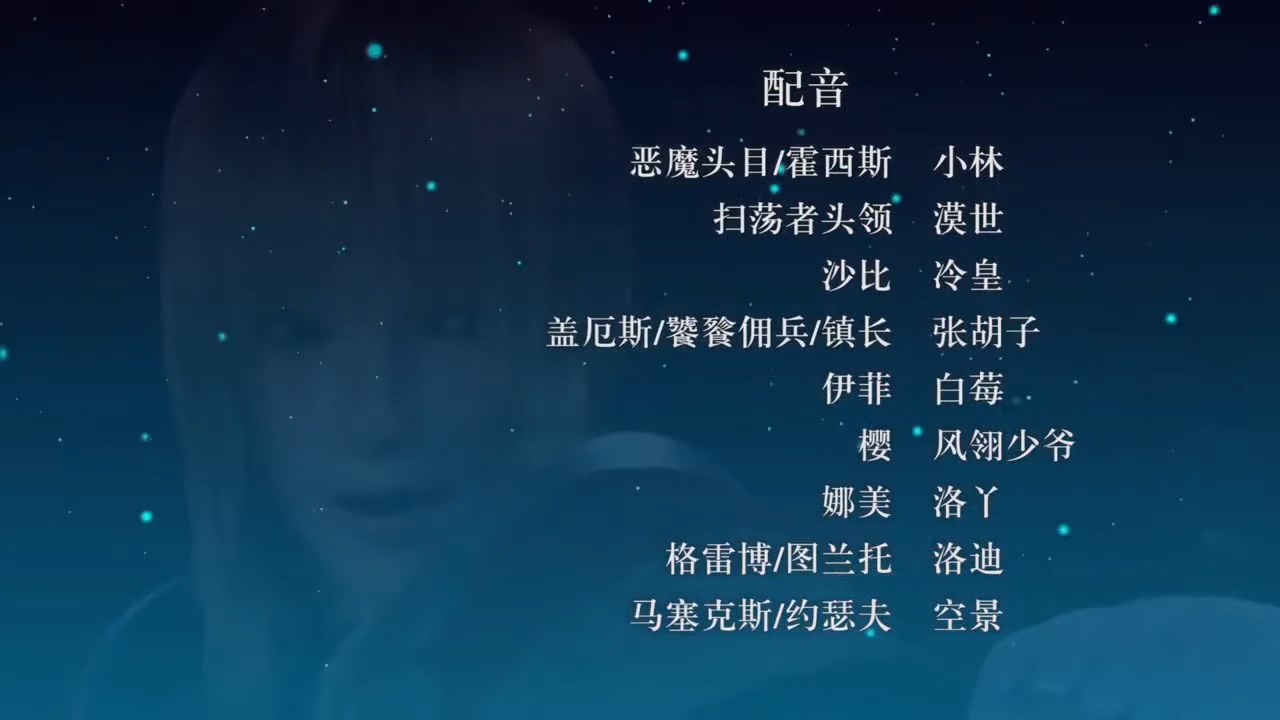 配音
恶魔头目/霍西斯 小林
扫荡者头领 漠世
沙比 冷皇
盖厄斯/饕餮佣兵/镇长 张胡子
伊菲 白莓
樱 风翎少爷
娜美 洛丫
格雷博/图兰托 洛迪
马塞克斯/约瑟夫 空景